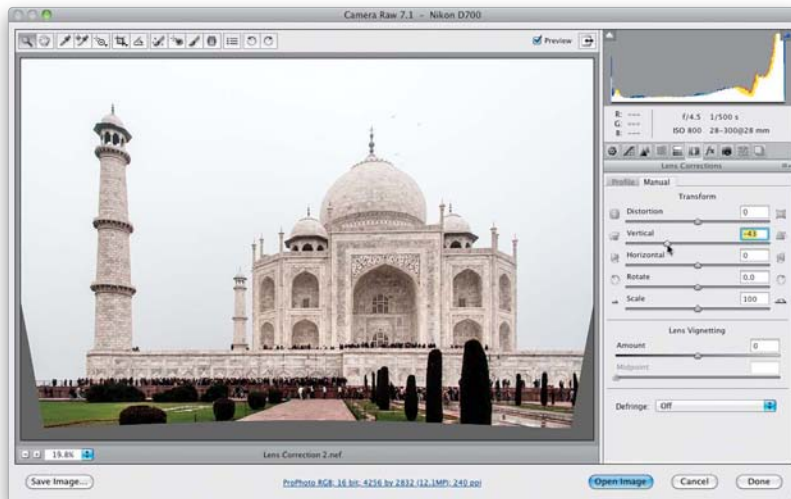 Camera Raw 7.1 – Nikon D700
Preview
R: ---
G: ---
B: ---
f/4.5 1/500 s
ISO 800 28-300@28 mm
Lens Corrections
Profile Manual
Transform
Distortion 0
Vertical -43
Horizontal 0
Rotate 0.0
Scale 100
Lens Vignetting
Amount 0
Midpoint
Defringe: Off
19.8%
Lens Correction 2.nef
Save Image...
ProPhoto RGB; 16 bit; 4256 by 2832 (12.1MP); 240 ppi
Open Image
Cancel
Done